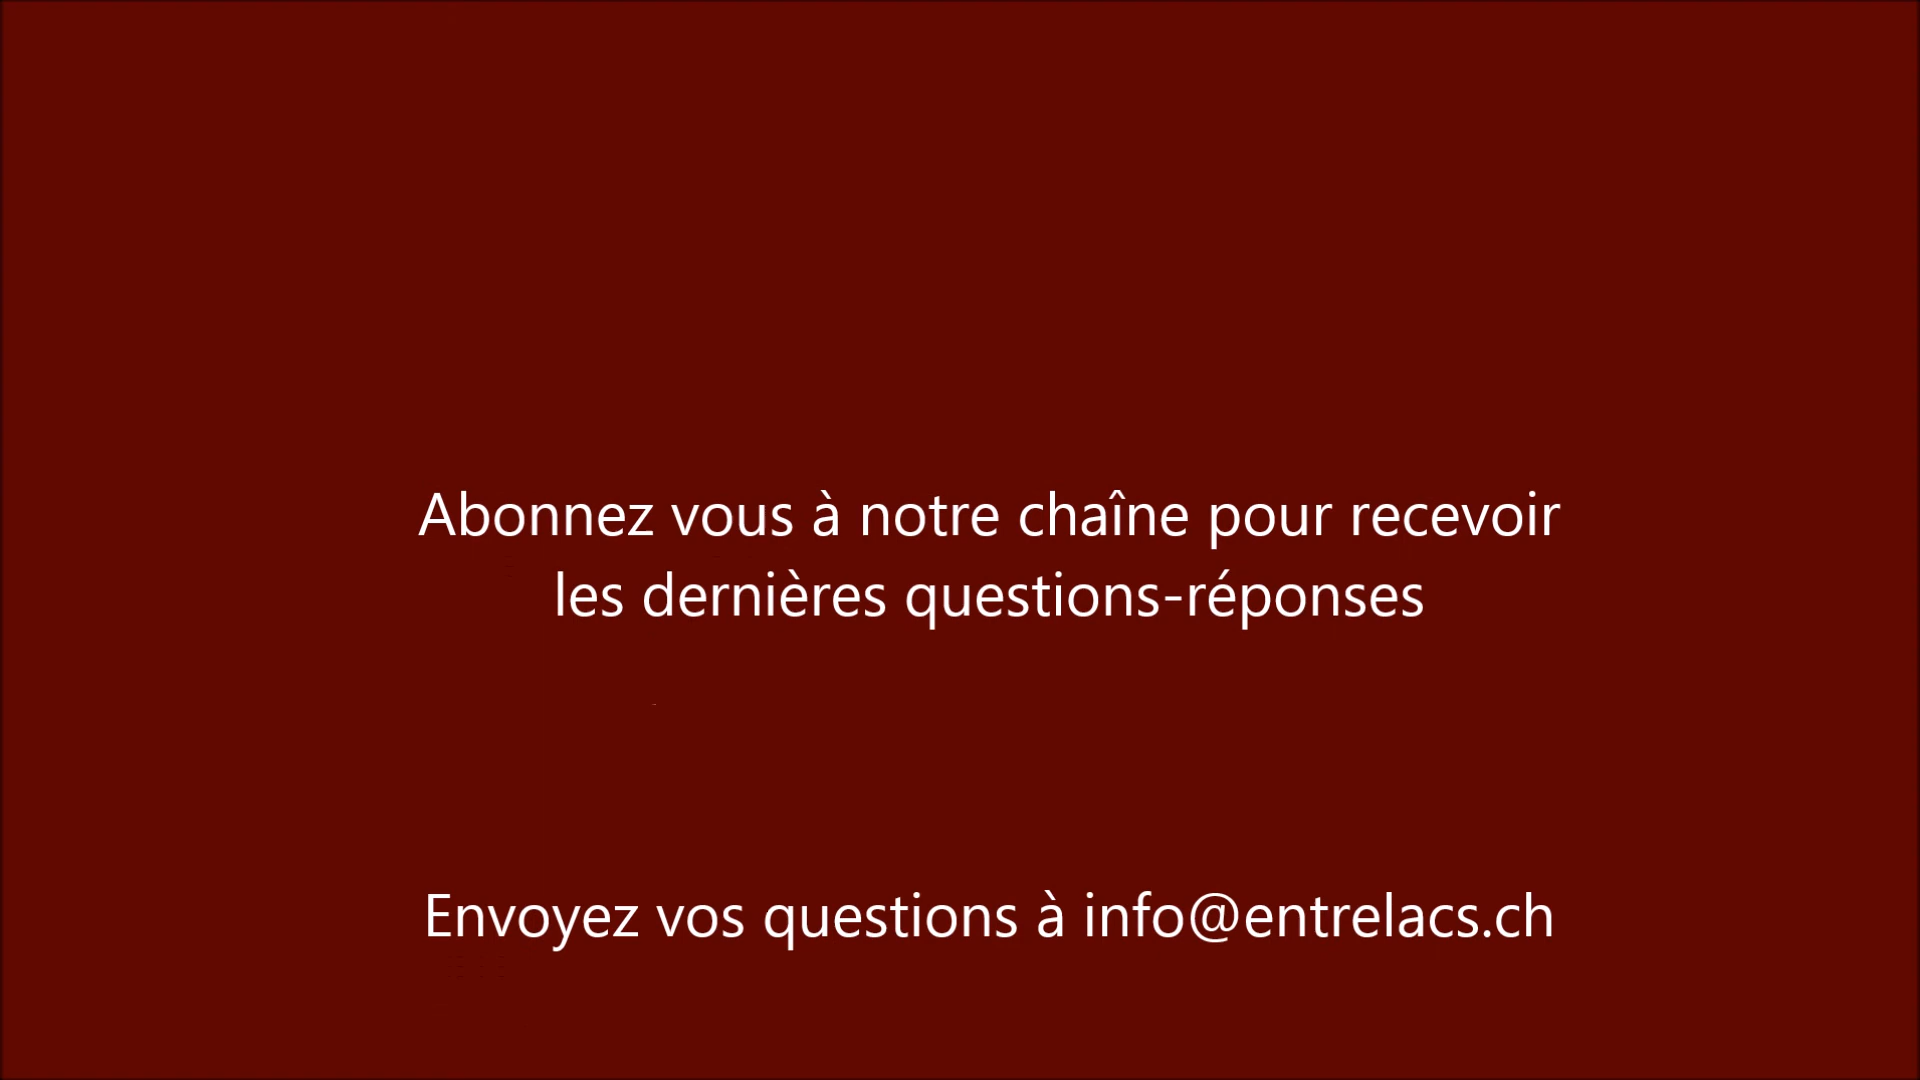 Abonnez vous à notre chaîne pour recevoir
les dernières questions-réponses
Envoyez vos questions à info@entrelacs.ch